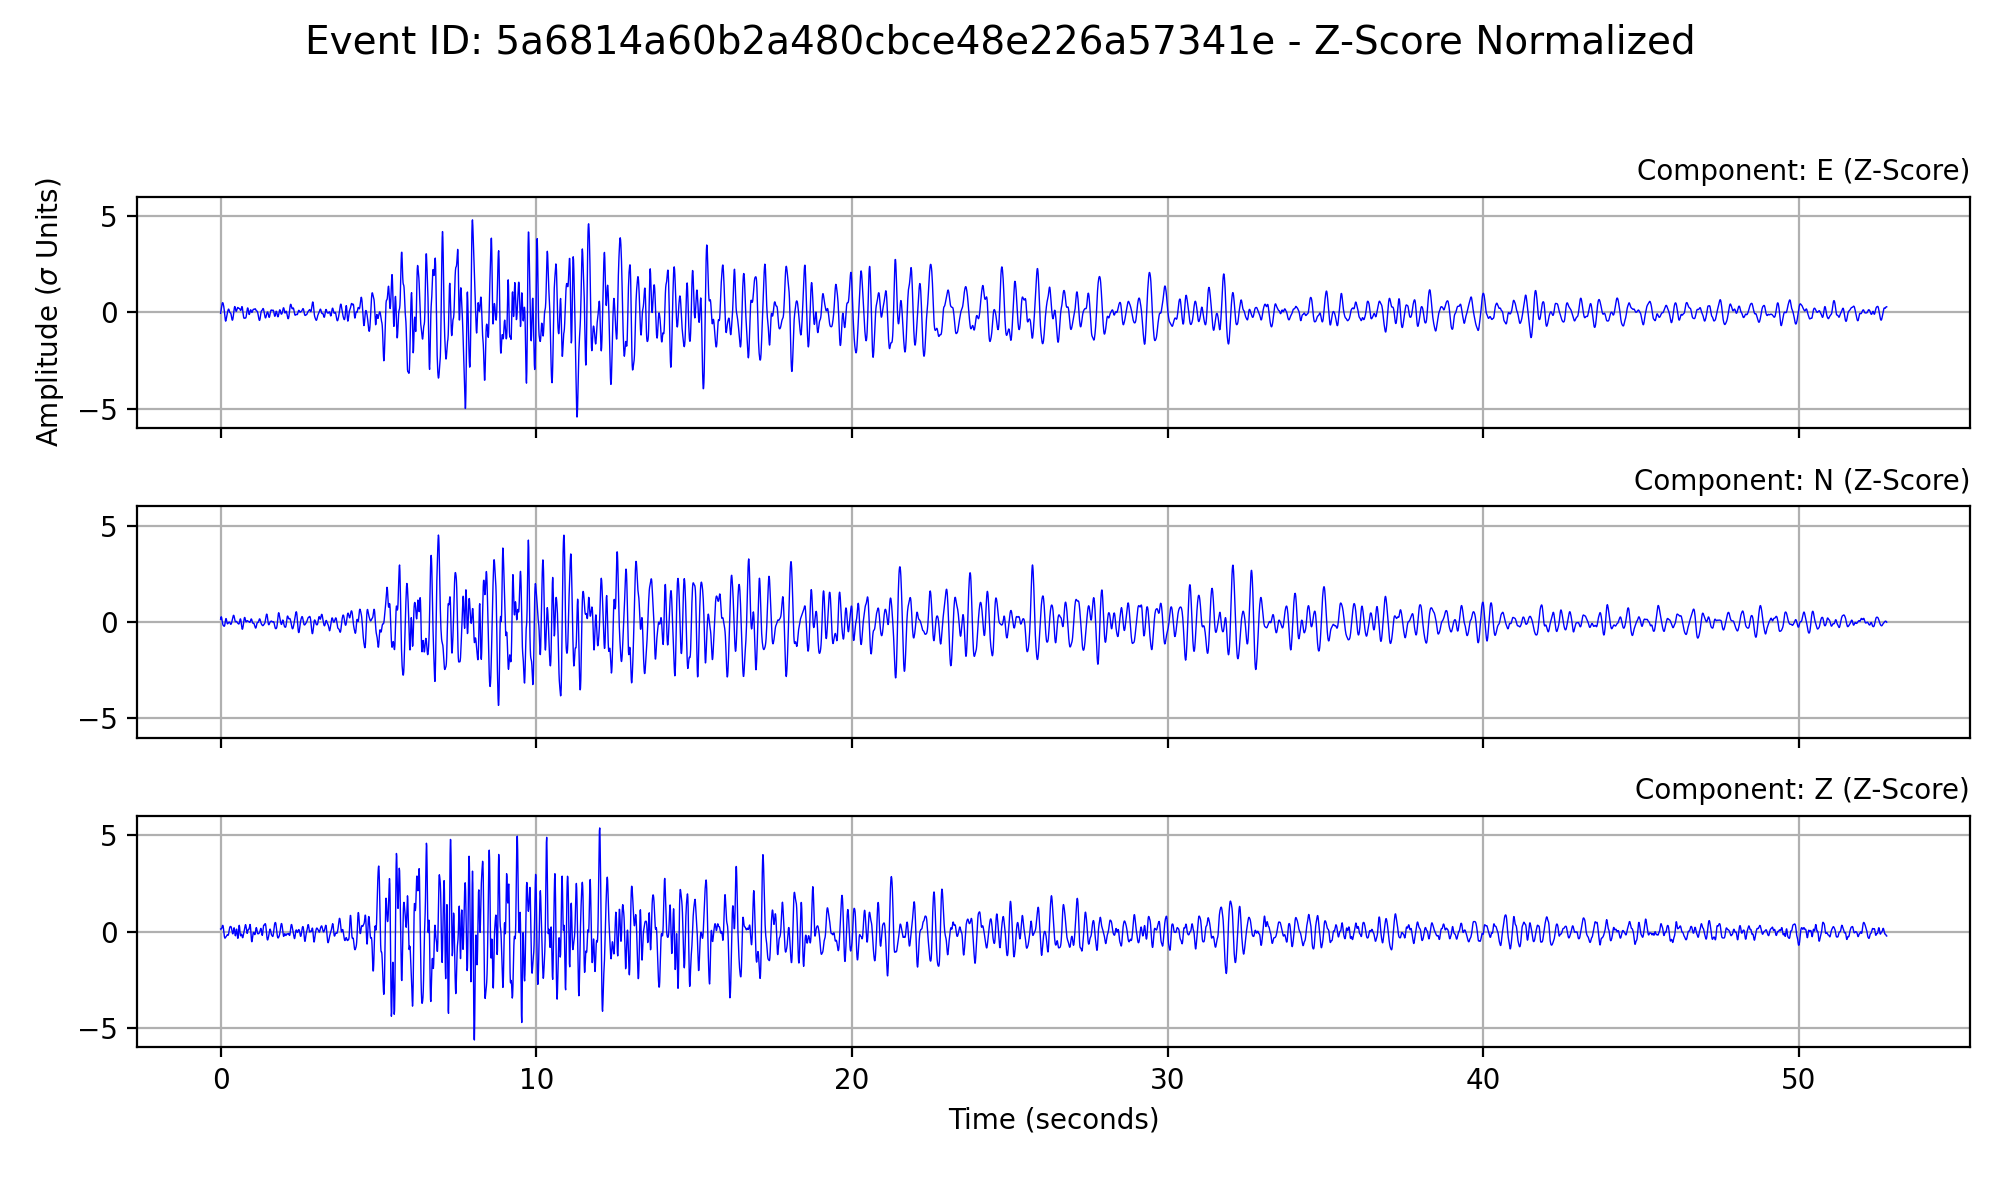 Event ID: 5a6814a60b2a480cbce48e226a57341e - Z-Score Normalized
Component: E (Z-Score)
Amplitude (σ Units)
5
0
−5
Component: N (Z-Score)
5
0
−5
Component: Z (Z-Score)
5
0
−5
0 10 20 30 40 50
Time (seconds)